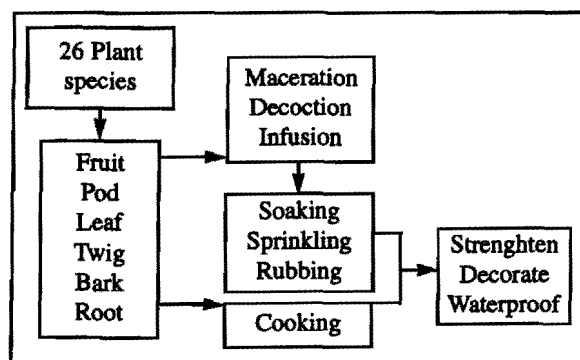 26 Plant
species
Fruit
Pod
Leaf
Twig
Bark
Root
Maceration
Decoction
Infusion
Soaking
Sprinkling
Rubbing
Cooking
Strenghten
Decorate
Waterproof